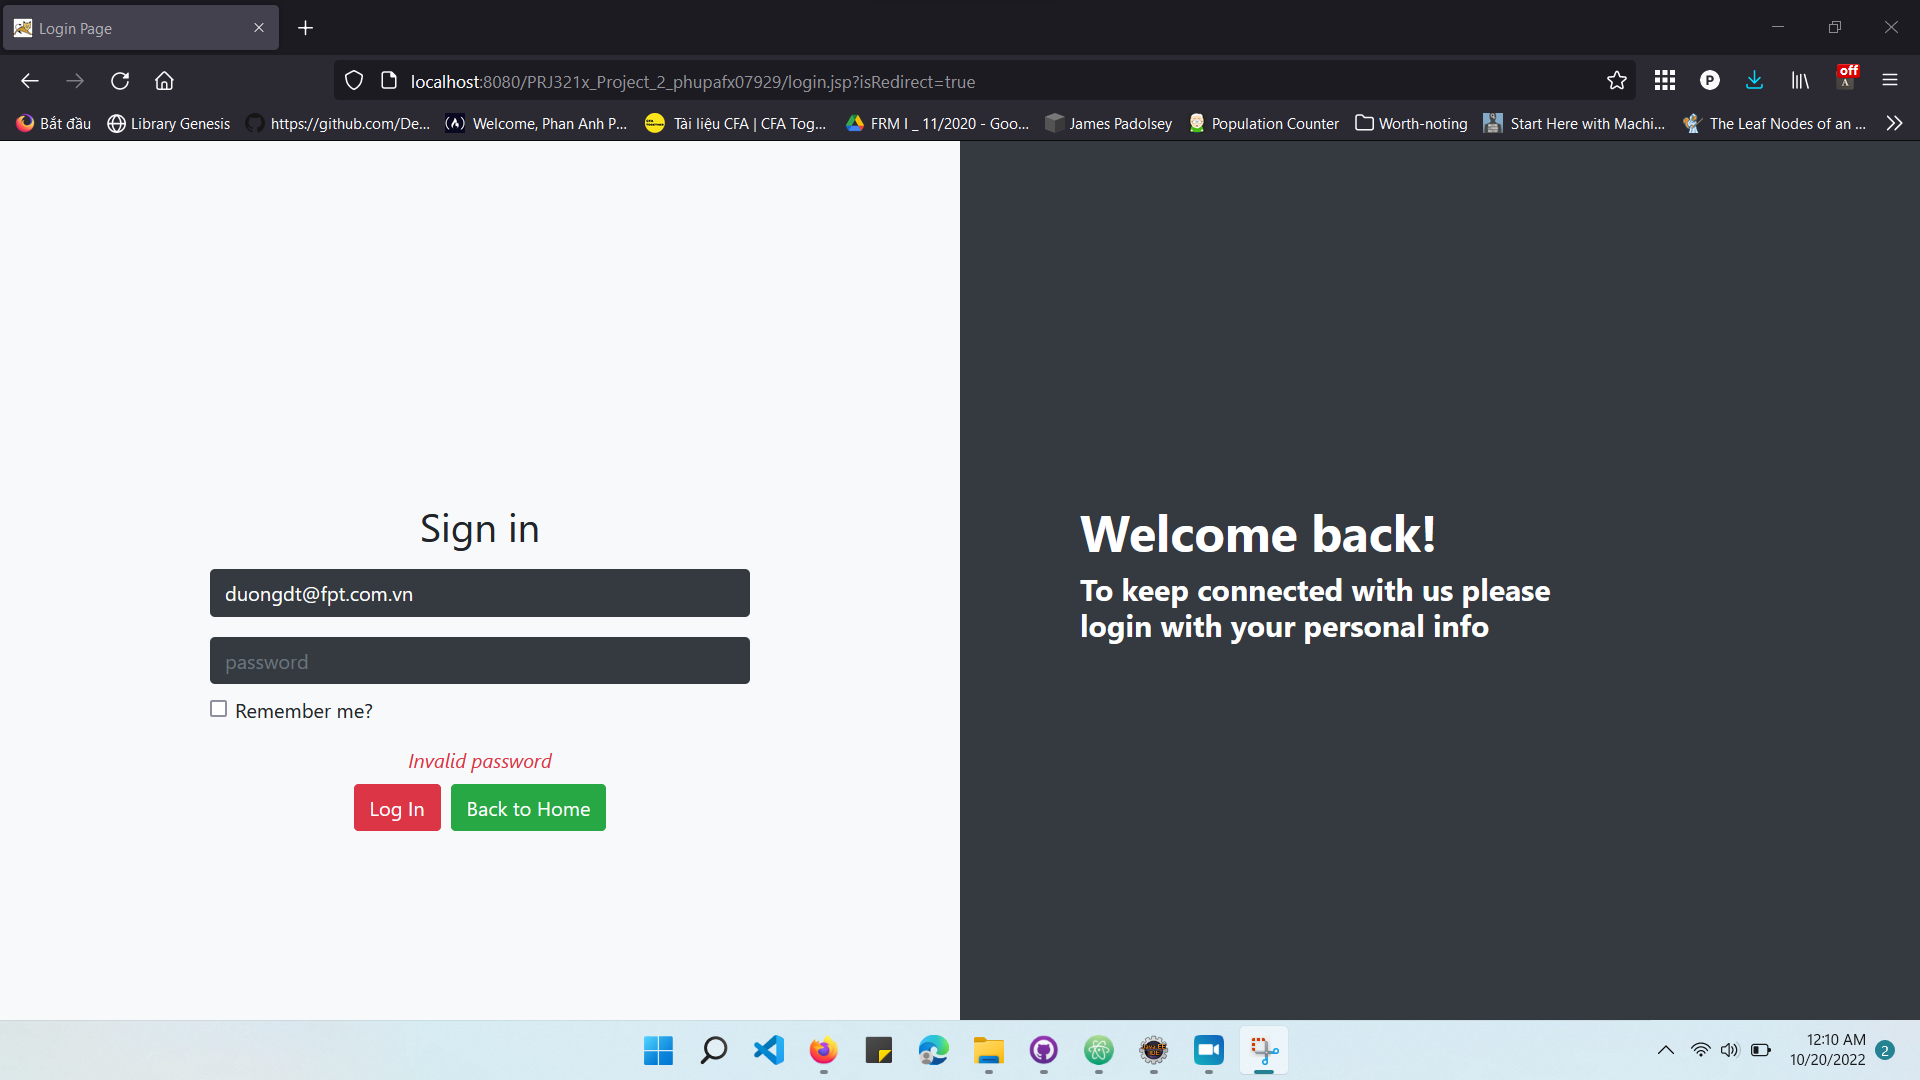 Login Page
localhost:8080/PRJ321x_Project_2_phupafx07929/login.jsp?isRedirect=true
P
off
A
Bắt đầu
Library Genesis
https://github.com/De...
Welcome, Phan Anh P...
Tài liệu CFA | CFA Tog...
FRM I _ 11/2020 - Goo...
James Padolsey
Population Counter
Worth-noting
Start Here with Machi...
The Leaf Nodes of an ...
Sign in
duongdt@fpt.com.vn
password
Remember me?
Invalid password
Log In
Back to Home
Welcome back!
To keep connected with us please
login with your personal info
12:10 AM
10/20/2022
2